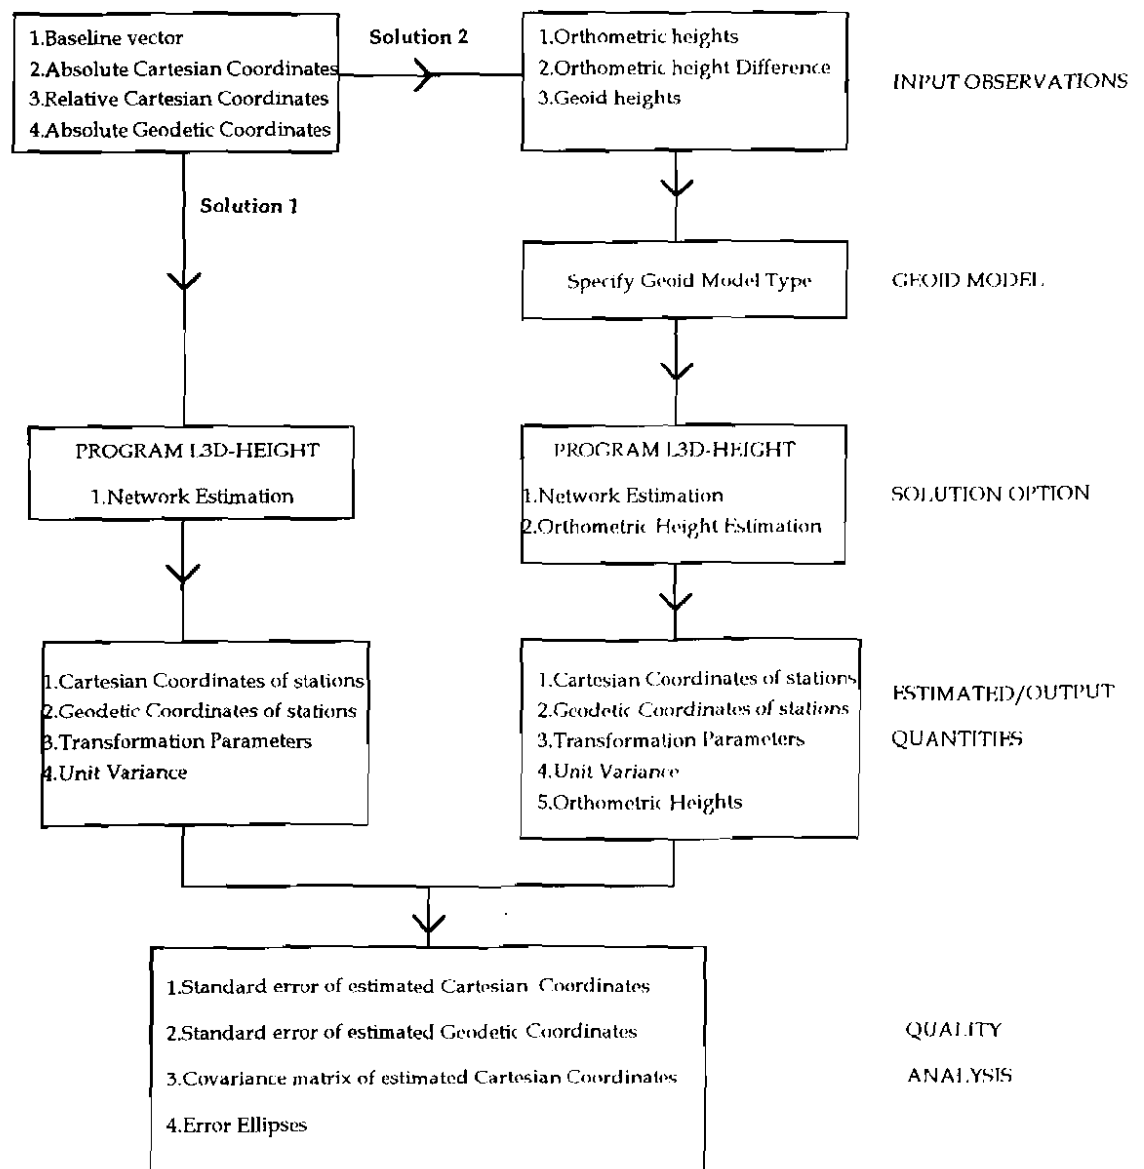 1.Baseline vector
2.Absolute Cartesian Coordinates
3.Relative Cartesian Coordinates
4.Absolute Geodetic Coordinates
Solution 2
1.Orthometric heights
2.Orthometric height Difference
3.Geoid heights
INPUT OBSERVATIONS
Solution 1
Specify Geoid Model Type
GEOID MODEL
PROGRAM L3D-HEIGHT
1.Network Estimation
PROGRAM L3D-HEIGHT
1.Network Estimation
2.Orthometric Height Estimation
SOLUTION OPTION
1.Cartesian Coordinates of stations
2.Geodetic Coordinates of stations
3.Transformation Parameters
4.Unit Variance
1.Cartesian Coordinates of stations
2.Geodetic Coordinates of stations
3.Transformation Parameters
4.Unit Variance
5.Orthometric Heights
ESTIMATED/OUTPUT
QUANTITIES
1.Standard error of estimated Cartesian Coordinates
2.Standard error of estimated Geodetic Coordinates
3.Covariance matrix of estimated Cartesian Coordinates
4.Error Ellipses
QUALITY
ANALYSIS